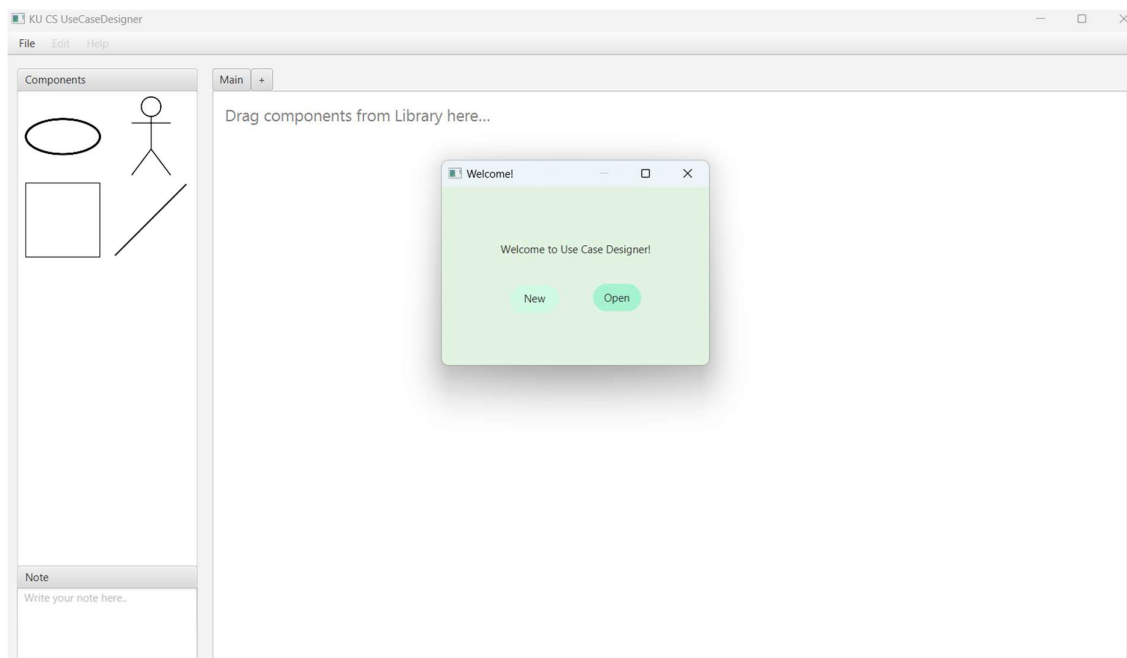 KU CS UseCaseDesigner
File Edit Help
Components
Main +
Drag components from Library here...
Welcome!
Welcome to Use Case Designer!
New Open
Note
Write your note here..